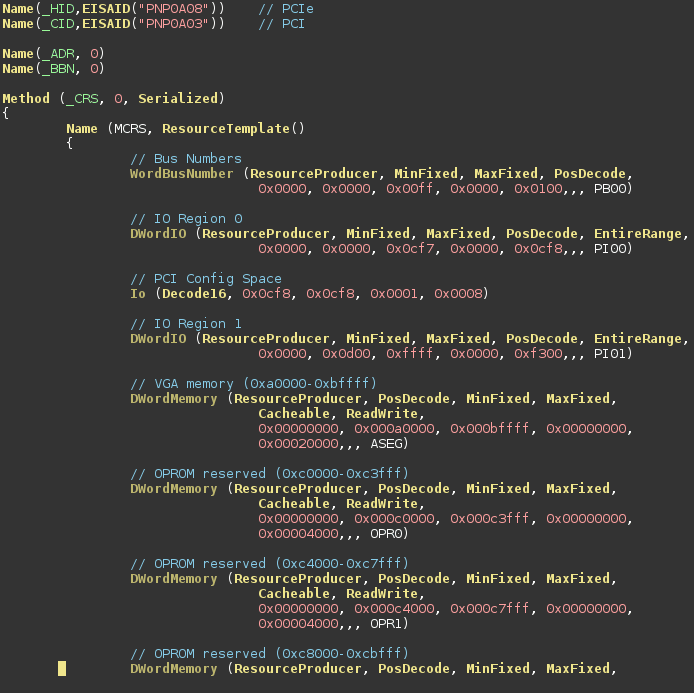 Name(_HID,EISAID("PNP0A08"))    // PCIe
Name(_CID,EISAID("PNP0A03"))    // PCI
Name(_ADR, 0)
Name(_BBN, 0)
Method (_CRS, 0, Serialized)
{
        Name (MCRS, ResourceTemplate()
        {
                // Bus Numbers
                WordBusNumber (ResourceProducer, MinFixed, MaxFixed, PosDecode,
                                0x0000, 0x0000, 0x00ff, 0x0000, 0x0100,,, PB00)
                // IO Region 0
                DWordIO (ResourceProducer, MinFixed, MaxFixed, PosDecode, EntireRange,
                                0x0000, 0x0000, 0x0cf7, 0x0000, 0x0cf8,,, PI00)
                // PCI Config Space
                Io (Decode16, 0x0cf8, 0x0cf8, 0x0001, 0x0008)
                // IO Region 1
                DWordIO (ResourceProducer, MinFixed, MaxFixed, PosDecode, EntireRange,
                                0x0000, 0x0d00, 0xffff, 0x0000, 0xf300,,, PI01)
                // VGA memory (0xa0000-0xbffff)
                DWordMemory (ResourceProducer, PosDecode, MinFixed, MaxFixed,
                                Cacheable, ReadWrite,
                                0x00000000, 0x000a0000, 0x000bffff, 0x00000000,
                                0x00020000,,, ASEG)
                // OPROM reserved (0xc0000-0xc3fff)
                DWordMemory (ResourceProducer, PosDecode, MinFixed, MaxFixed,
                                Cacheable, ReadWrite,
                                0x00000000, 0x000c0000, 0x000c3fff, 0x00000000,
                                0x00004000,,, OPR0)
                // OPROM reserved (0xc4000-0xc7fff)
                DWordMemory (ResourceProducer, PosDecode, MinFixed, MaxFixed,
                                Cacheable, ReadWrite,
                                0x00000000, 0x000c4000, 0x000c7fff, 0x00000000,
                                0x00004000,,, OPR1)
                // OPROM reserved (0xc8000-0xcbfff)
                DWordMemory (ResourceProducer, PosDecode, MinFixed, MaxFixed,